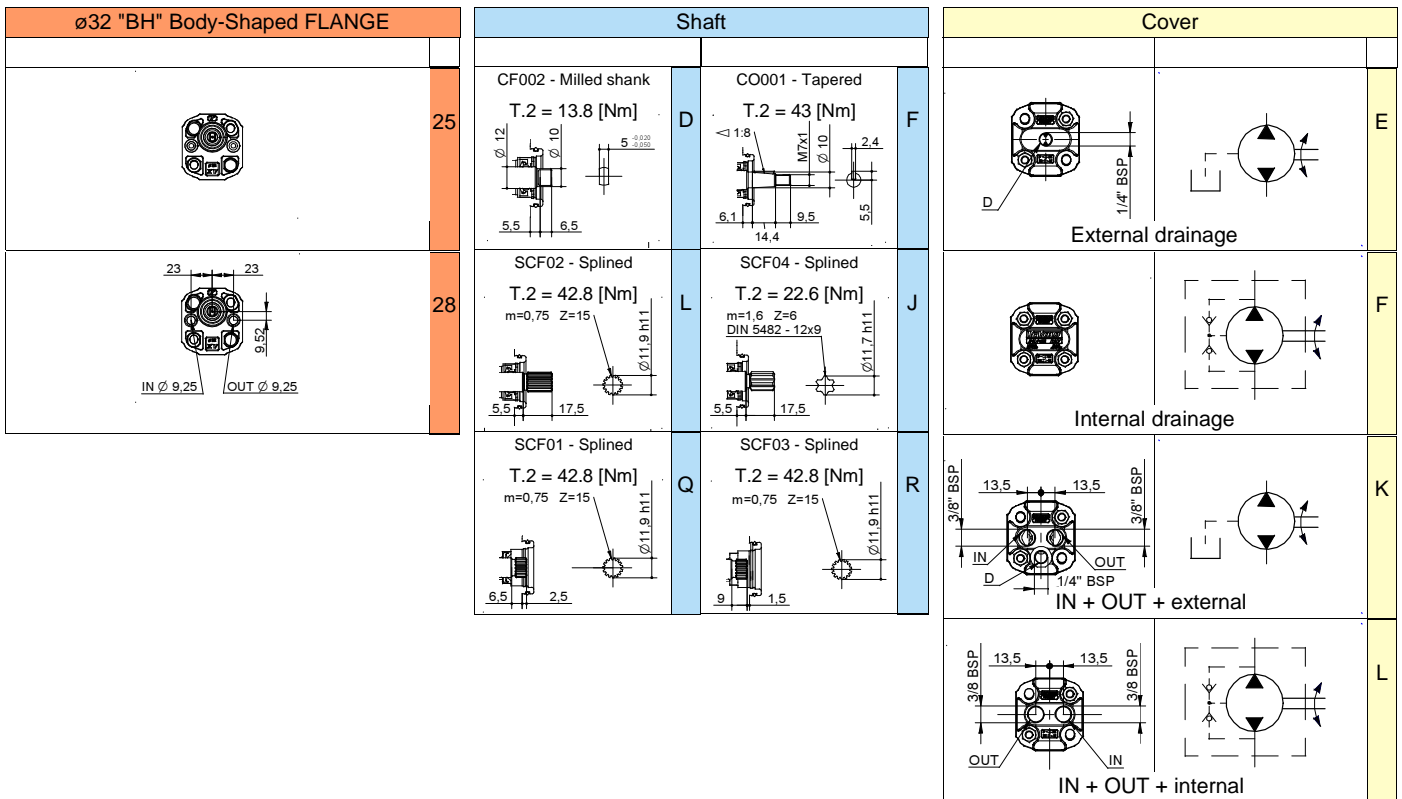 ø32 "BH" Body-Shaped FLANGE
25
23 23
9,52
IN Ø 9,25 OUT Ø 9,25
28
Shaft
CF002 - Milled shank
T.2 = 13.8 [Nm]
Ø 12
Ø 10
5 -0.020 -0.050
5,5 6,5
D
CO001 - Tapered
T.2 = 43 [Nm]
1:8
M7x1
Ø 10
2,4
5,5
6,1 9,5
14,4
F
SCF02 - Splined
T.2 = 42.8 [Nm]
m=0,75 Z=15
Ø11,9 h11
5,5 17,5
L
SCF04 - Splined
T.2 = 22.6 [Nm]
m=1,6 Z=6
DIN 5482 - 12x9
Ø11,7 h11
5,5 17,5
J
SCF01 - Splined
T.2 = 42.8 [Nm]
m=0,75 Z=15
Ø11,9 h11
6,5 2,5
Q
SCF03 - Splined
T.2 = 42.8 [Nm]
m=0,75 Z=15
Ø11,9 h11
9 1,5
R
Cover
D
1/4" BSP
External drainage
E
Internal drainage
F
3/8" BSP
13,5 13,5
3/8" BSP
IN
OUT
D
1/4" BSP
IN + OUT + external
K
3/8 BSP
13,5 13,5
3/8 BSP
OUT
IN
IN + OUT + internal
L